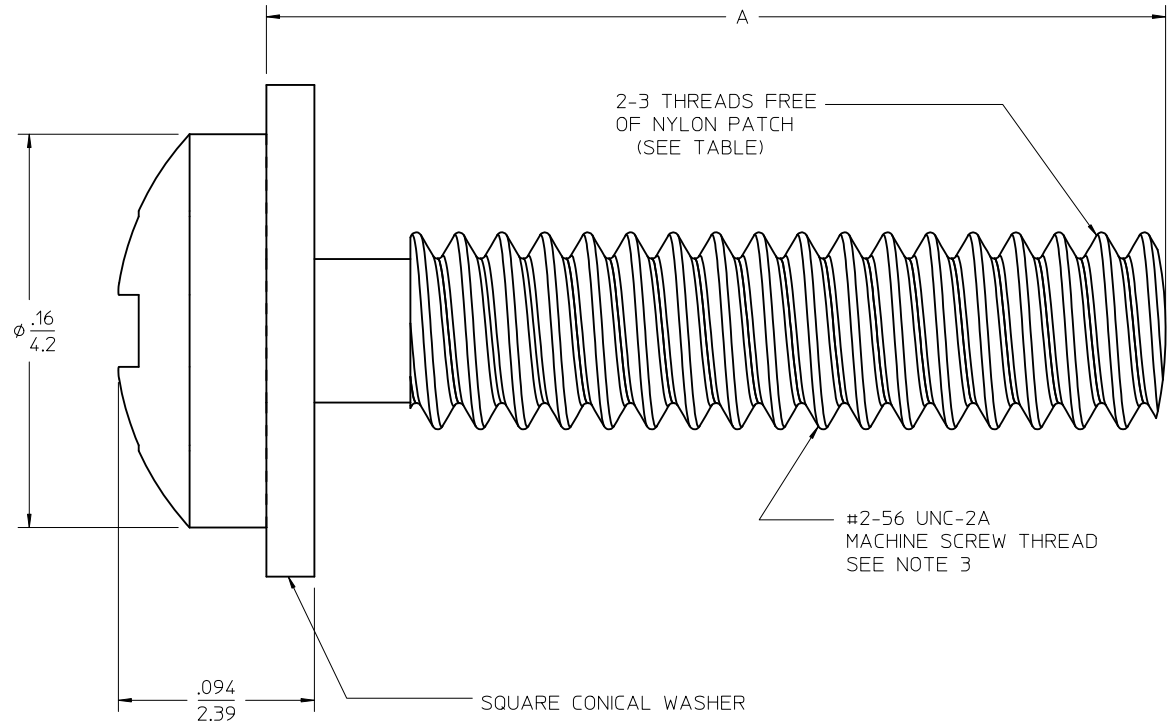 A
2-3 THREADS FREE
OF NYLON PATCH
(SEE TABLE)
⌀ .16
4.2
#2-56 UNC-2A
MACHINE SCREW THREAD
SEE NOTE 3
.094
2.39
SQUARE CONICAL WASHER